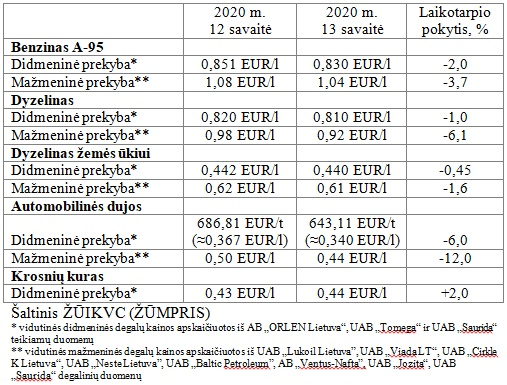 2020 m. 12 savaitė 2020 m. 13 savaitė Laikotarpio pokytis, %
Benzinas A-95
Didmeninė prekyba* 0,851 EUR/l 0,830 EUR/l -2,0
Mažmeninė prekyba** 1,08 EUR/l 1,04 EUR/l -3,7
Dyzelinas
Didmeninė prekyba* 0,820 EUR/l 0,810 EUR/l -1,0
Mažmeninė prekyba** 0,98 EUR/l 0,92 EUR/l -6,1
Dyzelinas žemės ūkiui
Didmeninė prekyba* 0,442 EUR/l 0,440 EUR/l -0,45
Mažmeninė prekyba** 0,62 EUR/l 0,61 EUR/l -1,6
Automobilinės dujos
Didmeninė prekyba* 686,81 EUR/t (≈0,367 EUR/l) 643,11 EUR/t (≈0,340 EUR/l) -6,0
Mažmeninė prekyba** 0,50 EUR/l 0,44 EUR/l -12,0
Krosnių kuras
Didmeninė prekyba* 0,43 EUR/l 0,44 EUR/l +2,0
Šaltinis ŽŪIKVC (ŽŪMPRIS)
* vidutinės didmeninės degalų kainos apskaičiuotos iš AB „ORLEN Lietuva“, UAB „Tomega“ ir UAB „Saurida“
teikiamų duomenų
** vidutinės mažmeninės degalų kainos apskaičiuotos iš UAB „Lukoil Lietuva”, UAB „Viada LT“, UAB „Cirkle
K Lietuva“, UAB „Neste Lietuva”, UAB „Baltic Petroleum”, AB „Ventus-Nafta”, UAB „Jozita“, UAB
„Saurida“ degalinių duomenų